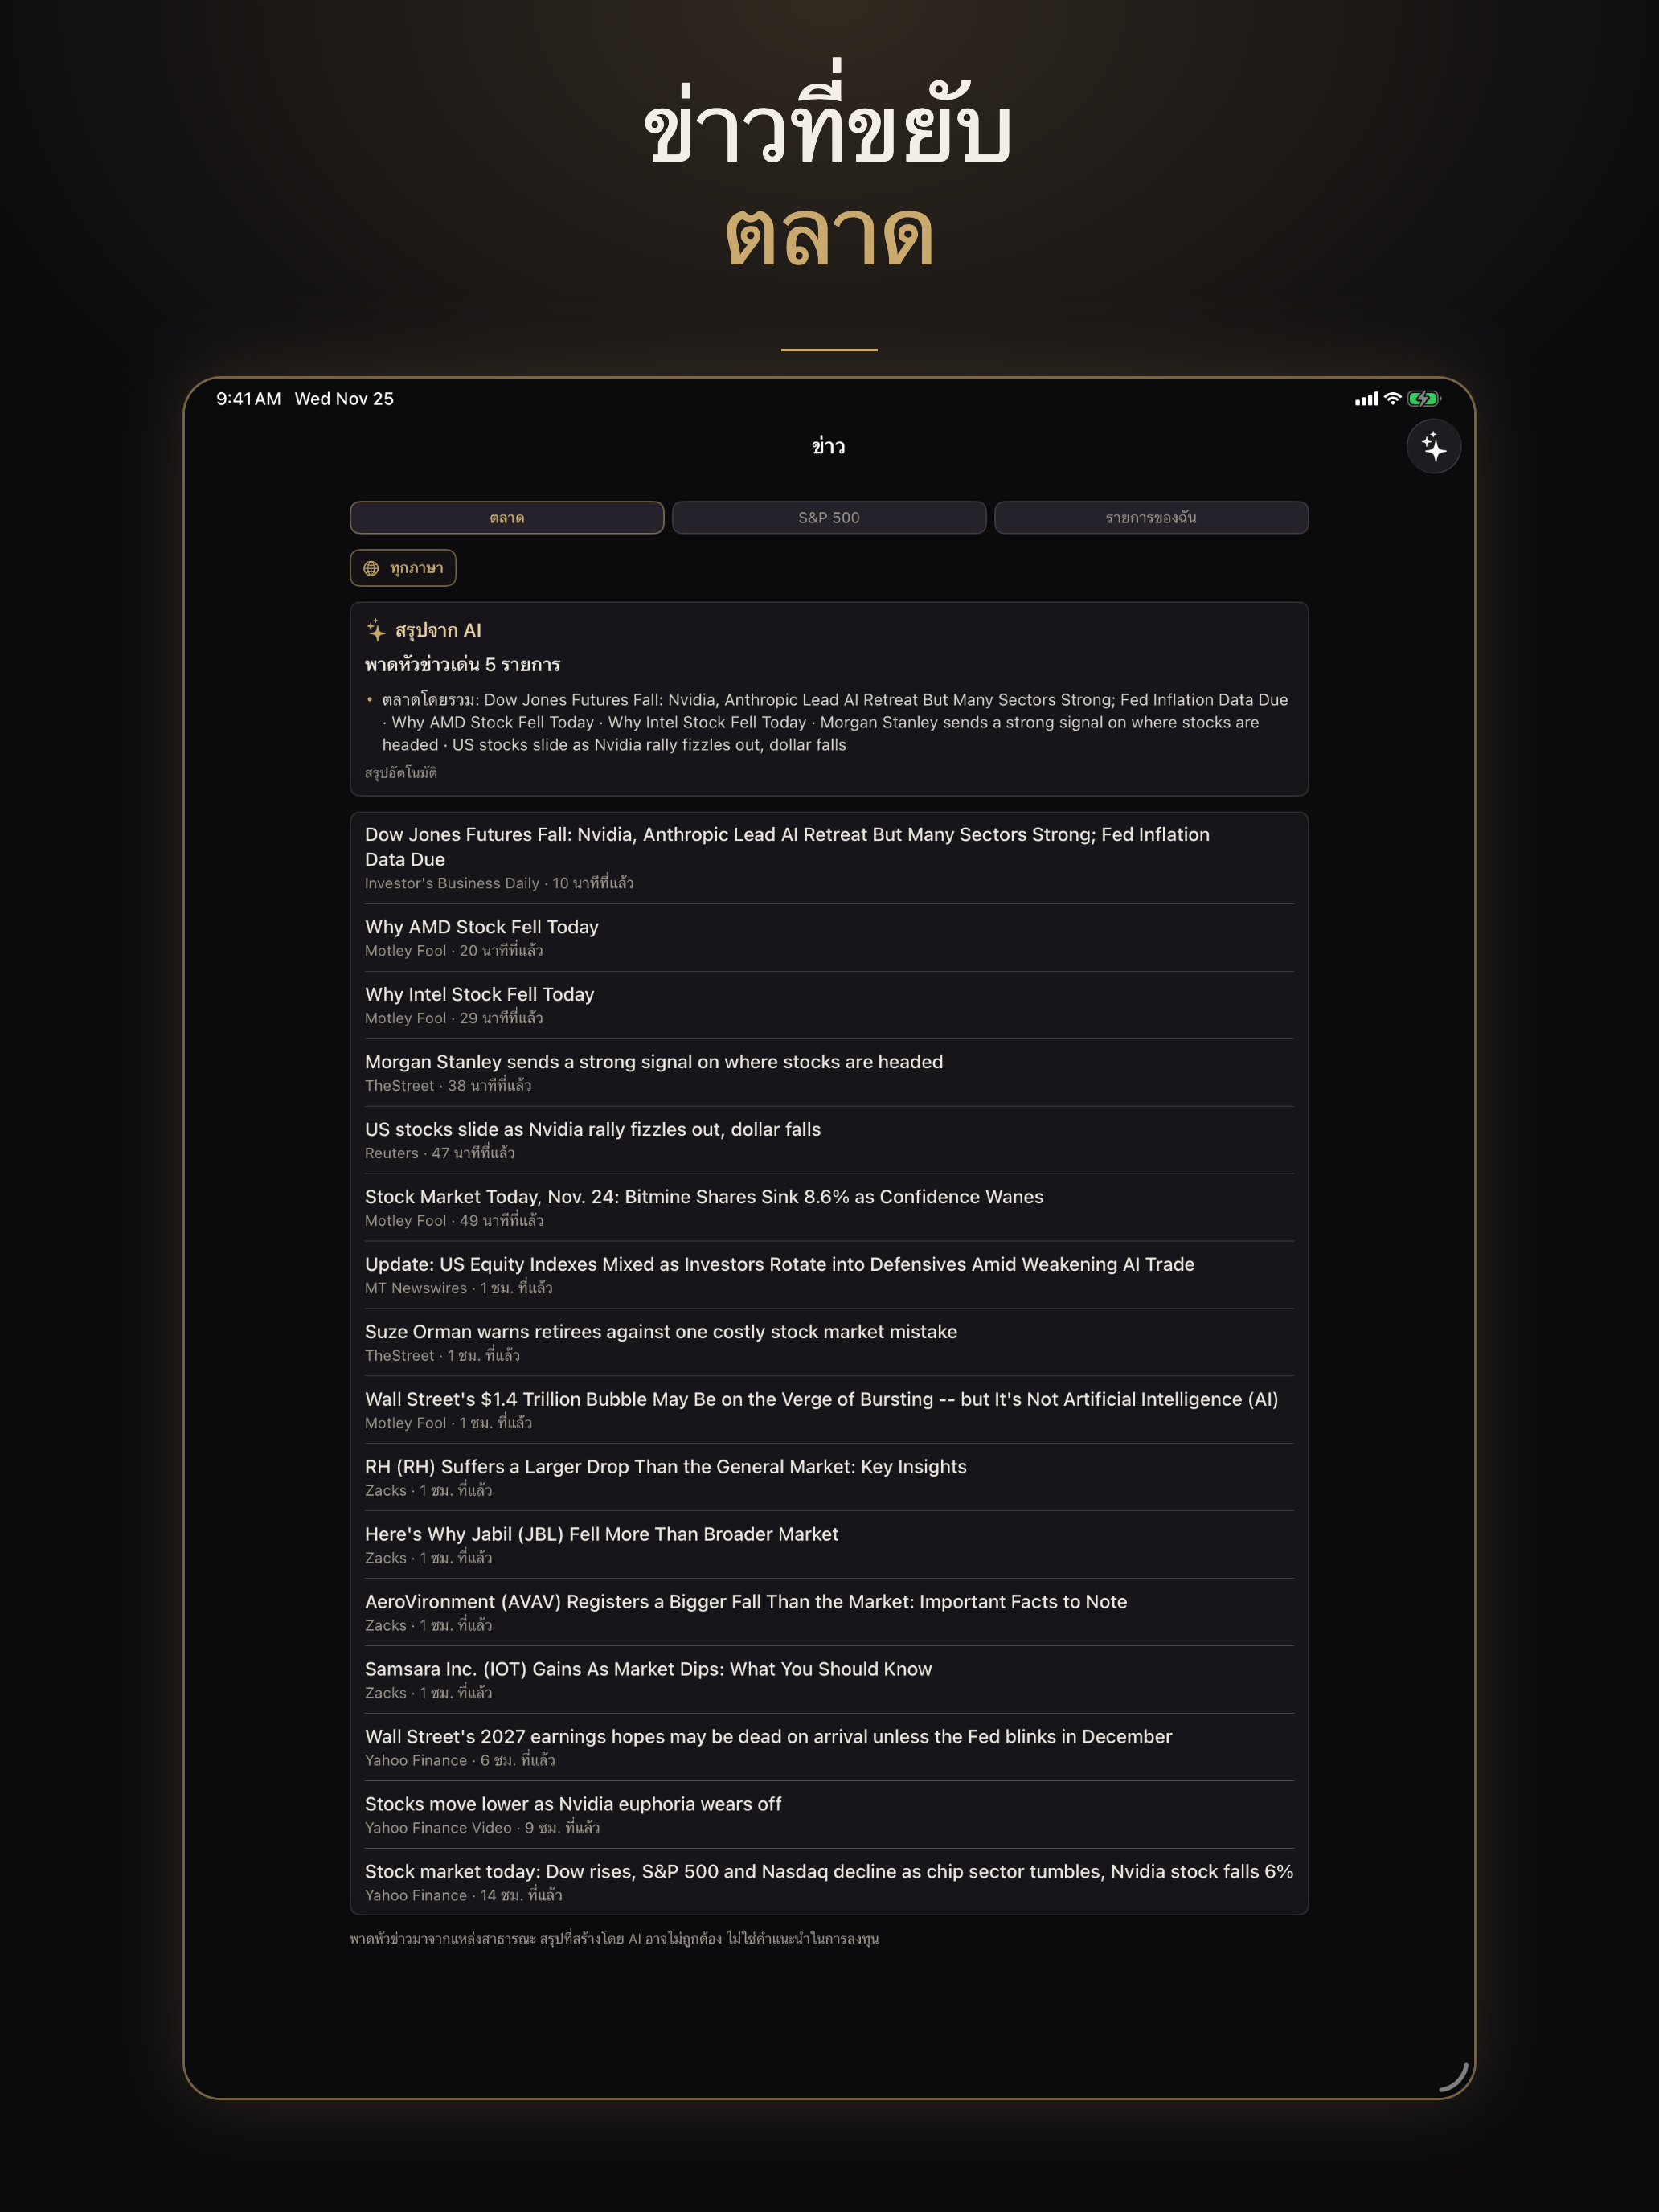 ข่าวที่ขยับ
ตลาด
9:41 AM Wed Nov 25
ข่าว
ตลาด
S&P 500
รายการของฉัน
ทุกภาษา
สรุปจาก AI
พาดหัวข่าวเด่น 5 รายการ
• ตลาดโดยรวม: Dow Jones Futures Fall: Nvidia, Anthropic Lead AI Retreat But Many Sectors Strong; Fed Inflation Data Due
· Why AMD Stock Fell Today · Why Intel Stock Fell Today · Morgan Stanley sends a strong signal on where stocks are
headed · US stocks slide as Nvidia rally fizzles out, dollar falls
สรุปอัตโนมัติ
Dow Jones Futures Fall: Nvidia, Anthropic Lead AI Retreat But Many Sectors Strong; Fed Inflation
Data Due
Investor's Business Daily · 10 นาทีที่แล้ว
Why AMD Stock Fell Today
Motley Fool · 20 นาทีที่แล้ว
Why Intel Stock Fell Today
Motley Fool · 29 นาทีที่แล้ว
Morgan Stanley sends a strong signal on where stocks are headed
TheStreet · 38 นาทีที่แล้ว
US stocks slide as Nvidia rally fizzles out, dollar falls
Reuters · 47 นาทีที่แล้ว
Stock Market Today, Nov. 24: Bitmine Shares Sink 8.6% as Confidence Wanes
Motley Fool · 49 นาทีที่แล้ว
Update: US Equity Indexes Mixed as Investors Rotate into Defensives Amid Weakening AI Trade
MT Newswires · 1 ชม. ที่แล้ว
Suze Orman warns retirees against one costly stock market mistake
TheStreet · 1 ชม. ที่แล้ว
Wall Street's $1.4 Trillion Bubble May Be on the Verge of Bursting -- but It's Not Artificial Intelligence (AI)
Motley Fool · 1 ชม. ที่แล้ว
RH (RH) Suffers a Larger Drop Than the General Market: Key Insights
Zacks · 1 ชม. ที่แล้ว
Here's Why Jabil (JBL) Fell More Than Broader Market
Zacks · 1 ชม. ที่แล้ว
AeroVironment (AVAV) Registers a Bigger Fall Than the Market: Important Facts to Note
Zacks · 1 ชม. ที่แล้ว
Samsara Inc. (IOT) Gains As Market Dips: What You Should Know
Zacks · 1 ชม. ที่แล้ว
Wall Street's 2027 earnings hopes may be dead on arrival unless the Fed blinks in December
Yahoo Finance · 6 ชม. ที่แล้ว
Stocks move lower as Nvidia euphoria wears off
Yahoo Finance Video · 9 ชม. ที่แล้ว
Stock market today: Dow rises, S&P 500 and Nasdaq decline as chip sector tumbles, Nvidia stock falls 6%
Yahoo Finance · 14 ชม. ที่แล้ว
พาดหัวข่าวมาจากแหล่งสาธารณะ สรุปที่สร้างโดย AI อาจไม่ถูกต้อง ไม่ใช่คำแนะนำในการลงทุน